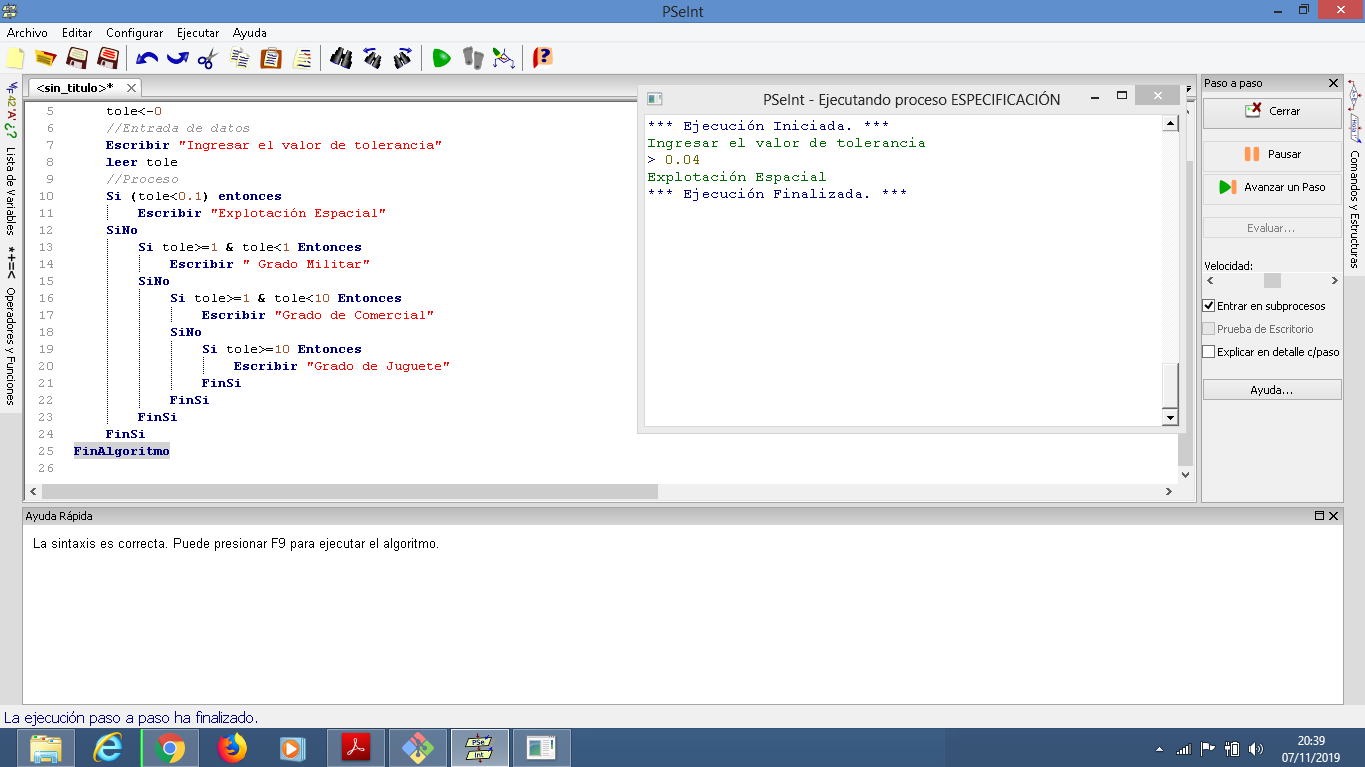 PSeInt
Archivo Editar Configurar Ejecutar Ayuda
<sin_titulo>*
42 'A' ¿?
Lista de Variables
*+=<
Operadores y Funciones
5 tole<-0
6 //Entrada de datos
7 Escribir "Ingresar el valor de tolerancia"
8 leer tole
9 //Proceso
10 Si (tole<0.1) entonces
11 Escribir "Explotación Espacial"
12 SiNo
13 Si tole>=1 & tole<1 Entonces
14 Escribir " Grado Militar"
15 SiNo
16 Si tole>=1 & tole<10 Entonces
17 Escribir "Grado de Comercial"
18 SiNo
19 Si tole>=10 Entonces
20 Escribir "Grado de Juguete"
21 FinSi
22 FinSi
23 FinSi
24 FinSi
25 FinAlgoritmo
26
PSeInt - Ejecutando proceso ESPECIFICACIÓN
*** Ejecución Iniciada. ***
Ingresar el valor de tolerancia
> 0.04
Explotación Espacial
*** Ejecución Finalizada. ***
Paso a paso
Cerrar
Pausar
Avanzar un Paso
Evaluar...
Velocidad:
Entrar en subprocesos
Prueba de Escritorio
Explicar en detalle c/paso
Ayuda...
Comandos y Estructuras
Ayuda Rápida
La sintaxis es correcta. Puede presionar F9 para ejecutar el algoritmo.
La ejecución paso a paso ha finalizado.
PSe
Int
20:39
07/11/2019